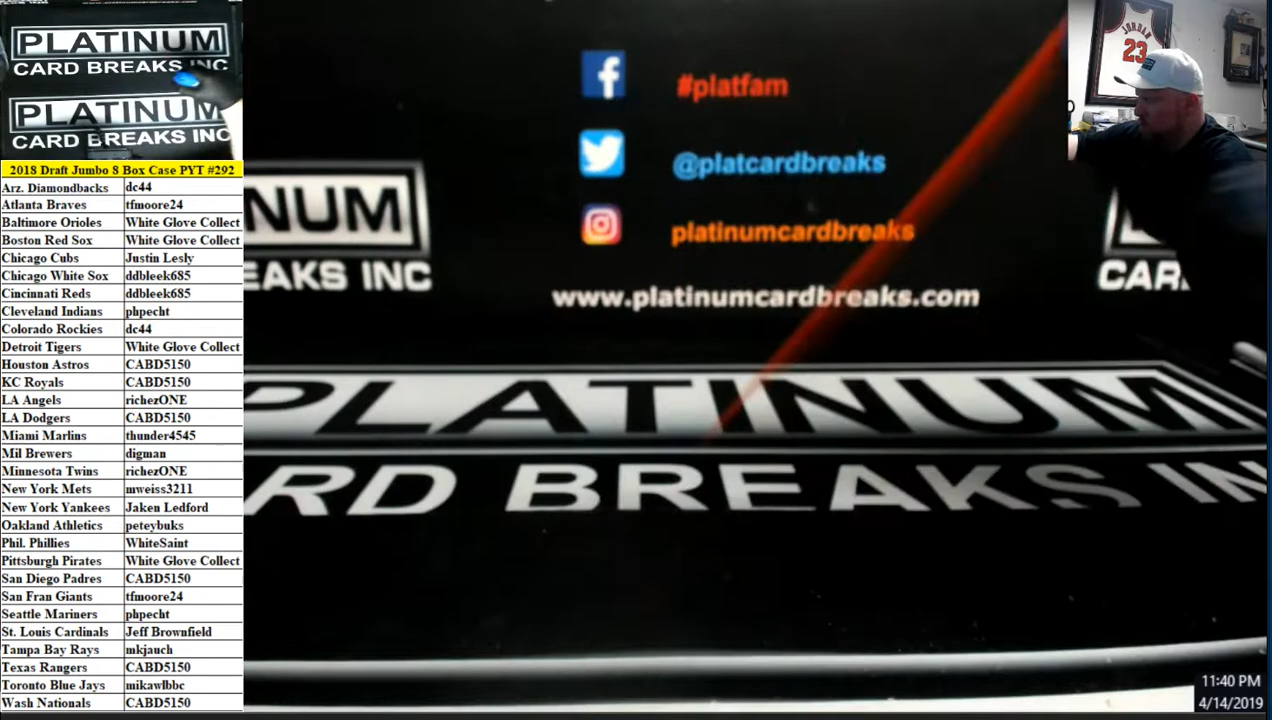 PLATINUM
CARD BREAKS INC
PLATINUM
CARD BREAKS INC
2018 Draft Jumbo 8 Box Case PYT #292
Arz. Diamondbacks dc44
Atlanta Braves tfmoore24
Baltimore Orioles White Glove Collect
Boston Red Sox White Glove Collect
Chicago Cubs Justin Lesly
Chicago White Sox ddbleek685
Cincinnati Reds ddbleek685
Cleveland Indians phpecht
Colorado Rockies dc44
Detroit Tigers White Glove Collect
Houston Astros CABD5150
KC Royals CABD5150
LA Angels richezONE
LA Dodgers CABD5150
Miami Marlins thunder4545
Mil Brewers digman
Minnesota Twins richezONE
New York Mets mweiss3211
New York Yankees Jaken Ledford
Oakland Athletics peteybuks
Phil. Phillies WhiteSaint
Pittsburgh Pirates White Glove Collect
San Diego Padres CABD5150
San Fran Giants tfmoore24
Seattle Mariners phpecht
St. Louis Cardinals Jeff Brownfield
Tampa Bay Rays mkjauch
Texas Rangers CABD5150
Toronto Blue Jays mikawlbbc
Wash Nationals CABD5150
#platfam
@platcardbreaks
platinumcardbreaks
www.platinumcardbreaks.com
NUM
EAKS INC
CAR
PLATINUM
RD BREAKS IN
JORDAN
23
11:40 PM
4/14/2019